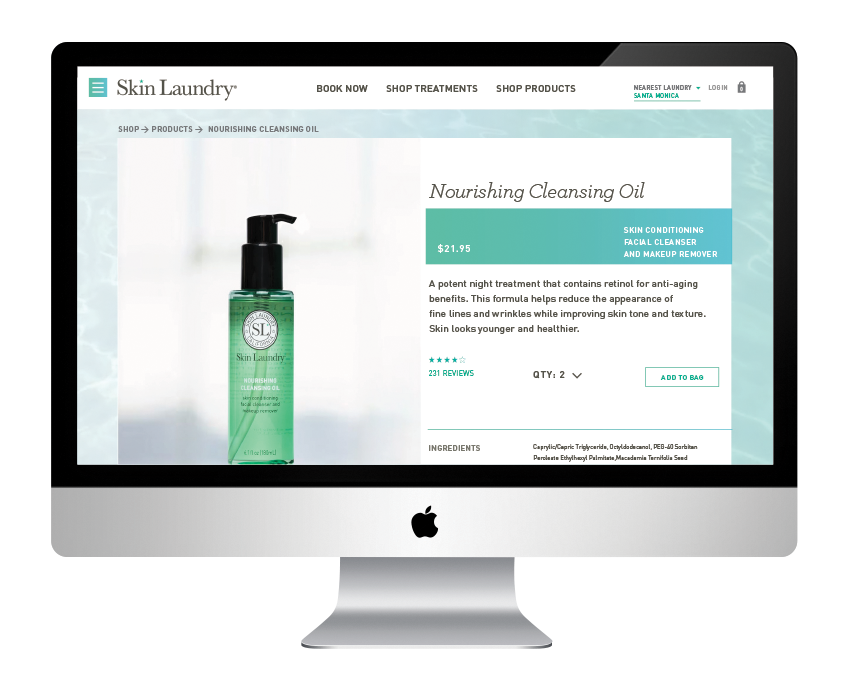 Skin Laundry®
BOOK NOW
SHOP TREATMENTS
SHOP PRODUCTS
NEAREST LAUNDRY
SANTA MONICA
LOG IN
0
SHOP → PRODUCTS → NOURISHING CLEANSING OIL
Nourishing Cleansing Oil
$21.95
SKIN CONDITIONING
FACIAL CLEANSER
AND MAKEUP REMOVER
A potent night treatment that contains retinol for anti-aging
benefits. This formula helps reduce the appearance of
fine lines and wrinkles while improving skin tone and texture.
Skin looks younger and healthier.
231 REVIEWS
QTY: 2
ADD TO BAG
INGREDIENTS
Caprylic/Capric Triglyceride, Octyldodecanol, PEG-40 Sorbitan
Peroleate Ethylhexyl Palmitate,Macadamia Ternifolia Seed
SKIN LAUNDRY
SL
CALIFORNIA
Skin Laundry
NOURISHING
CLEANSING OIL
skin conditioning
facial cleanser and
makeup remover